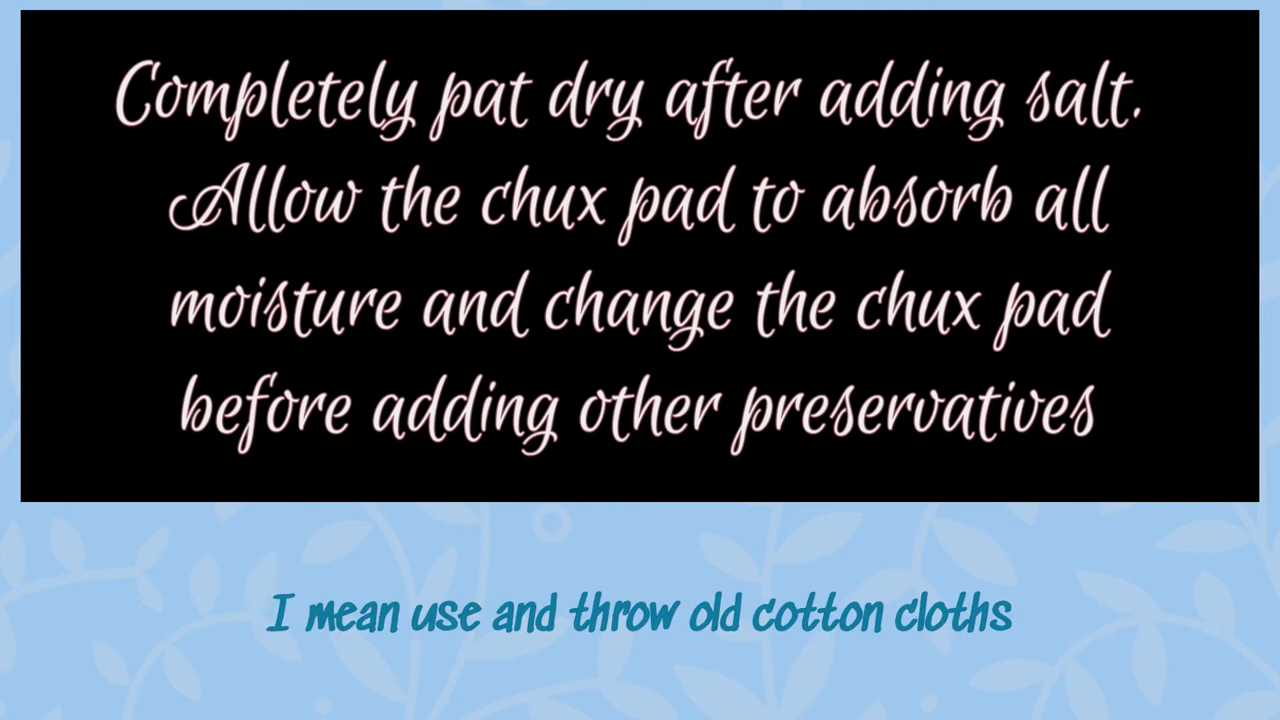 Completely pat dry after adding salt.
Allow the chux pad to absorb all
moisture and change the chux pad
before adding other preservatives
I mean use and throw old cotton cloths